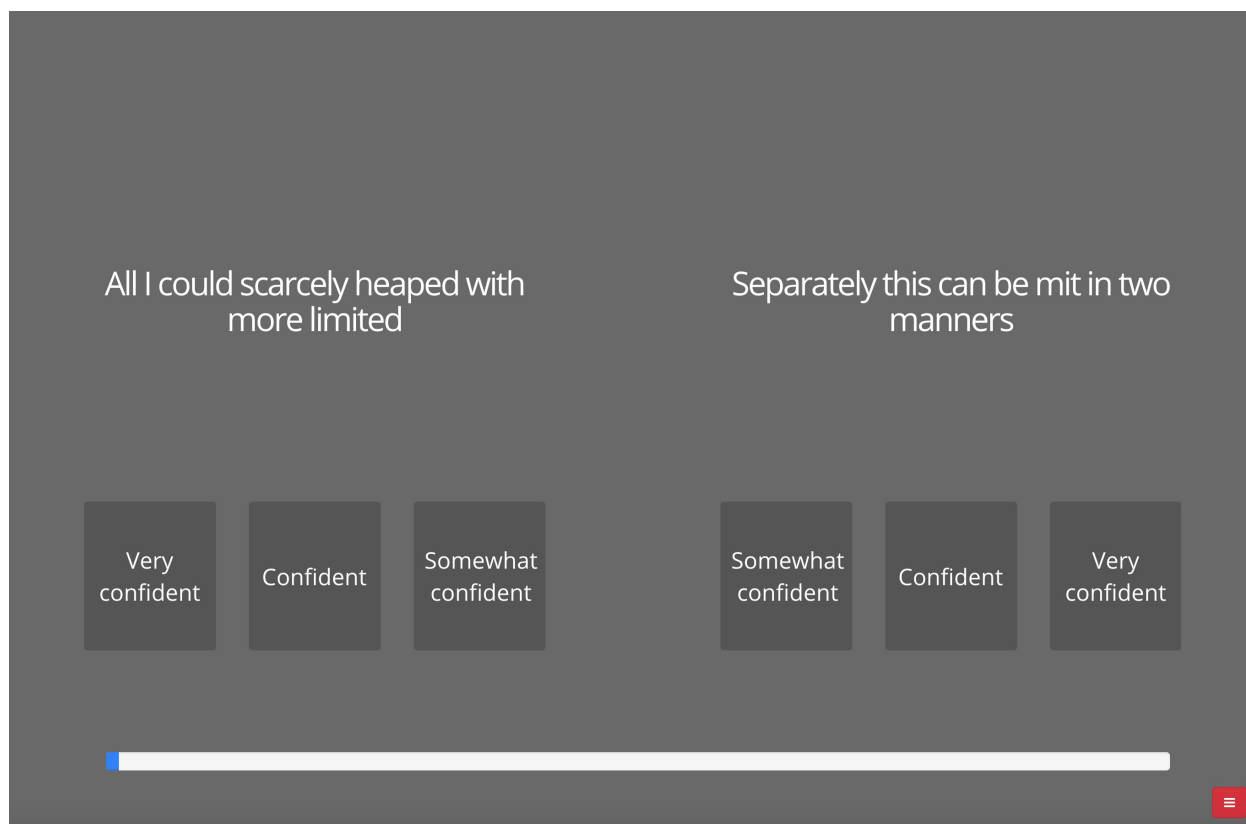 All I could scarcely heaped with
more limited
Separately this can be mit in two
manners
Very
confident
Confident
Somewhat
confident
Somewhat
confident
Confident
Very
confident